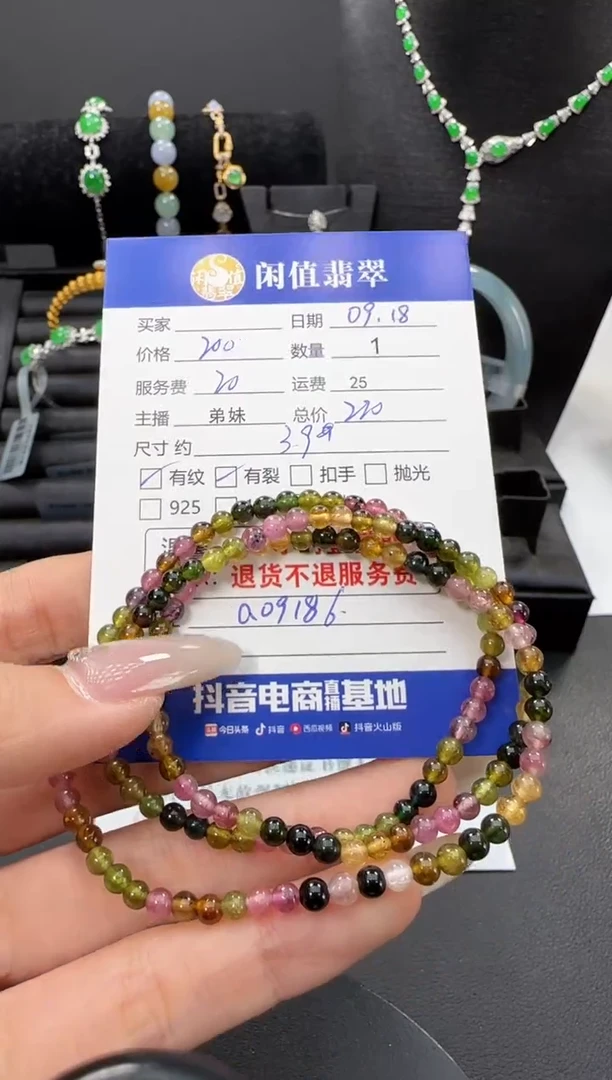 闲值翡翠
买家 日期 09.18
价格 200 数量 1
服务费 20 运费 25
主播 弟妹 总价 220
尺寸 约 3.9
有纹 有裂 扣手 抛光
925
退货不退服务费
a09186
抖音电商直播基地
今日头条 抖音 西瓜视频 抖音火山版